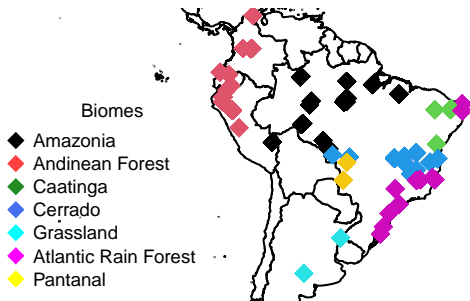 Biomes
Amazonia
Andinean Forest
Caatinga
Cerrado
Grassland
Atlantic Rain Forest
Pantanal